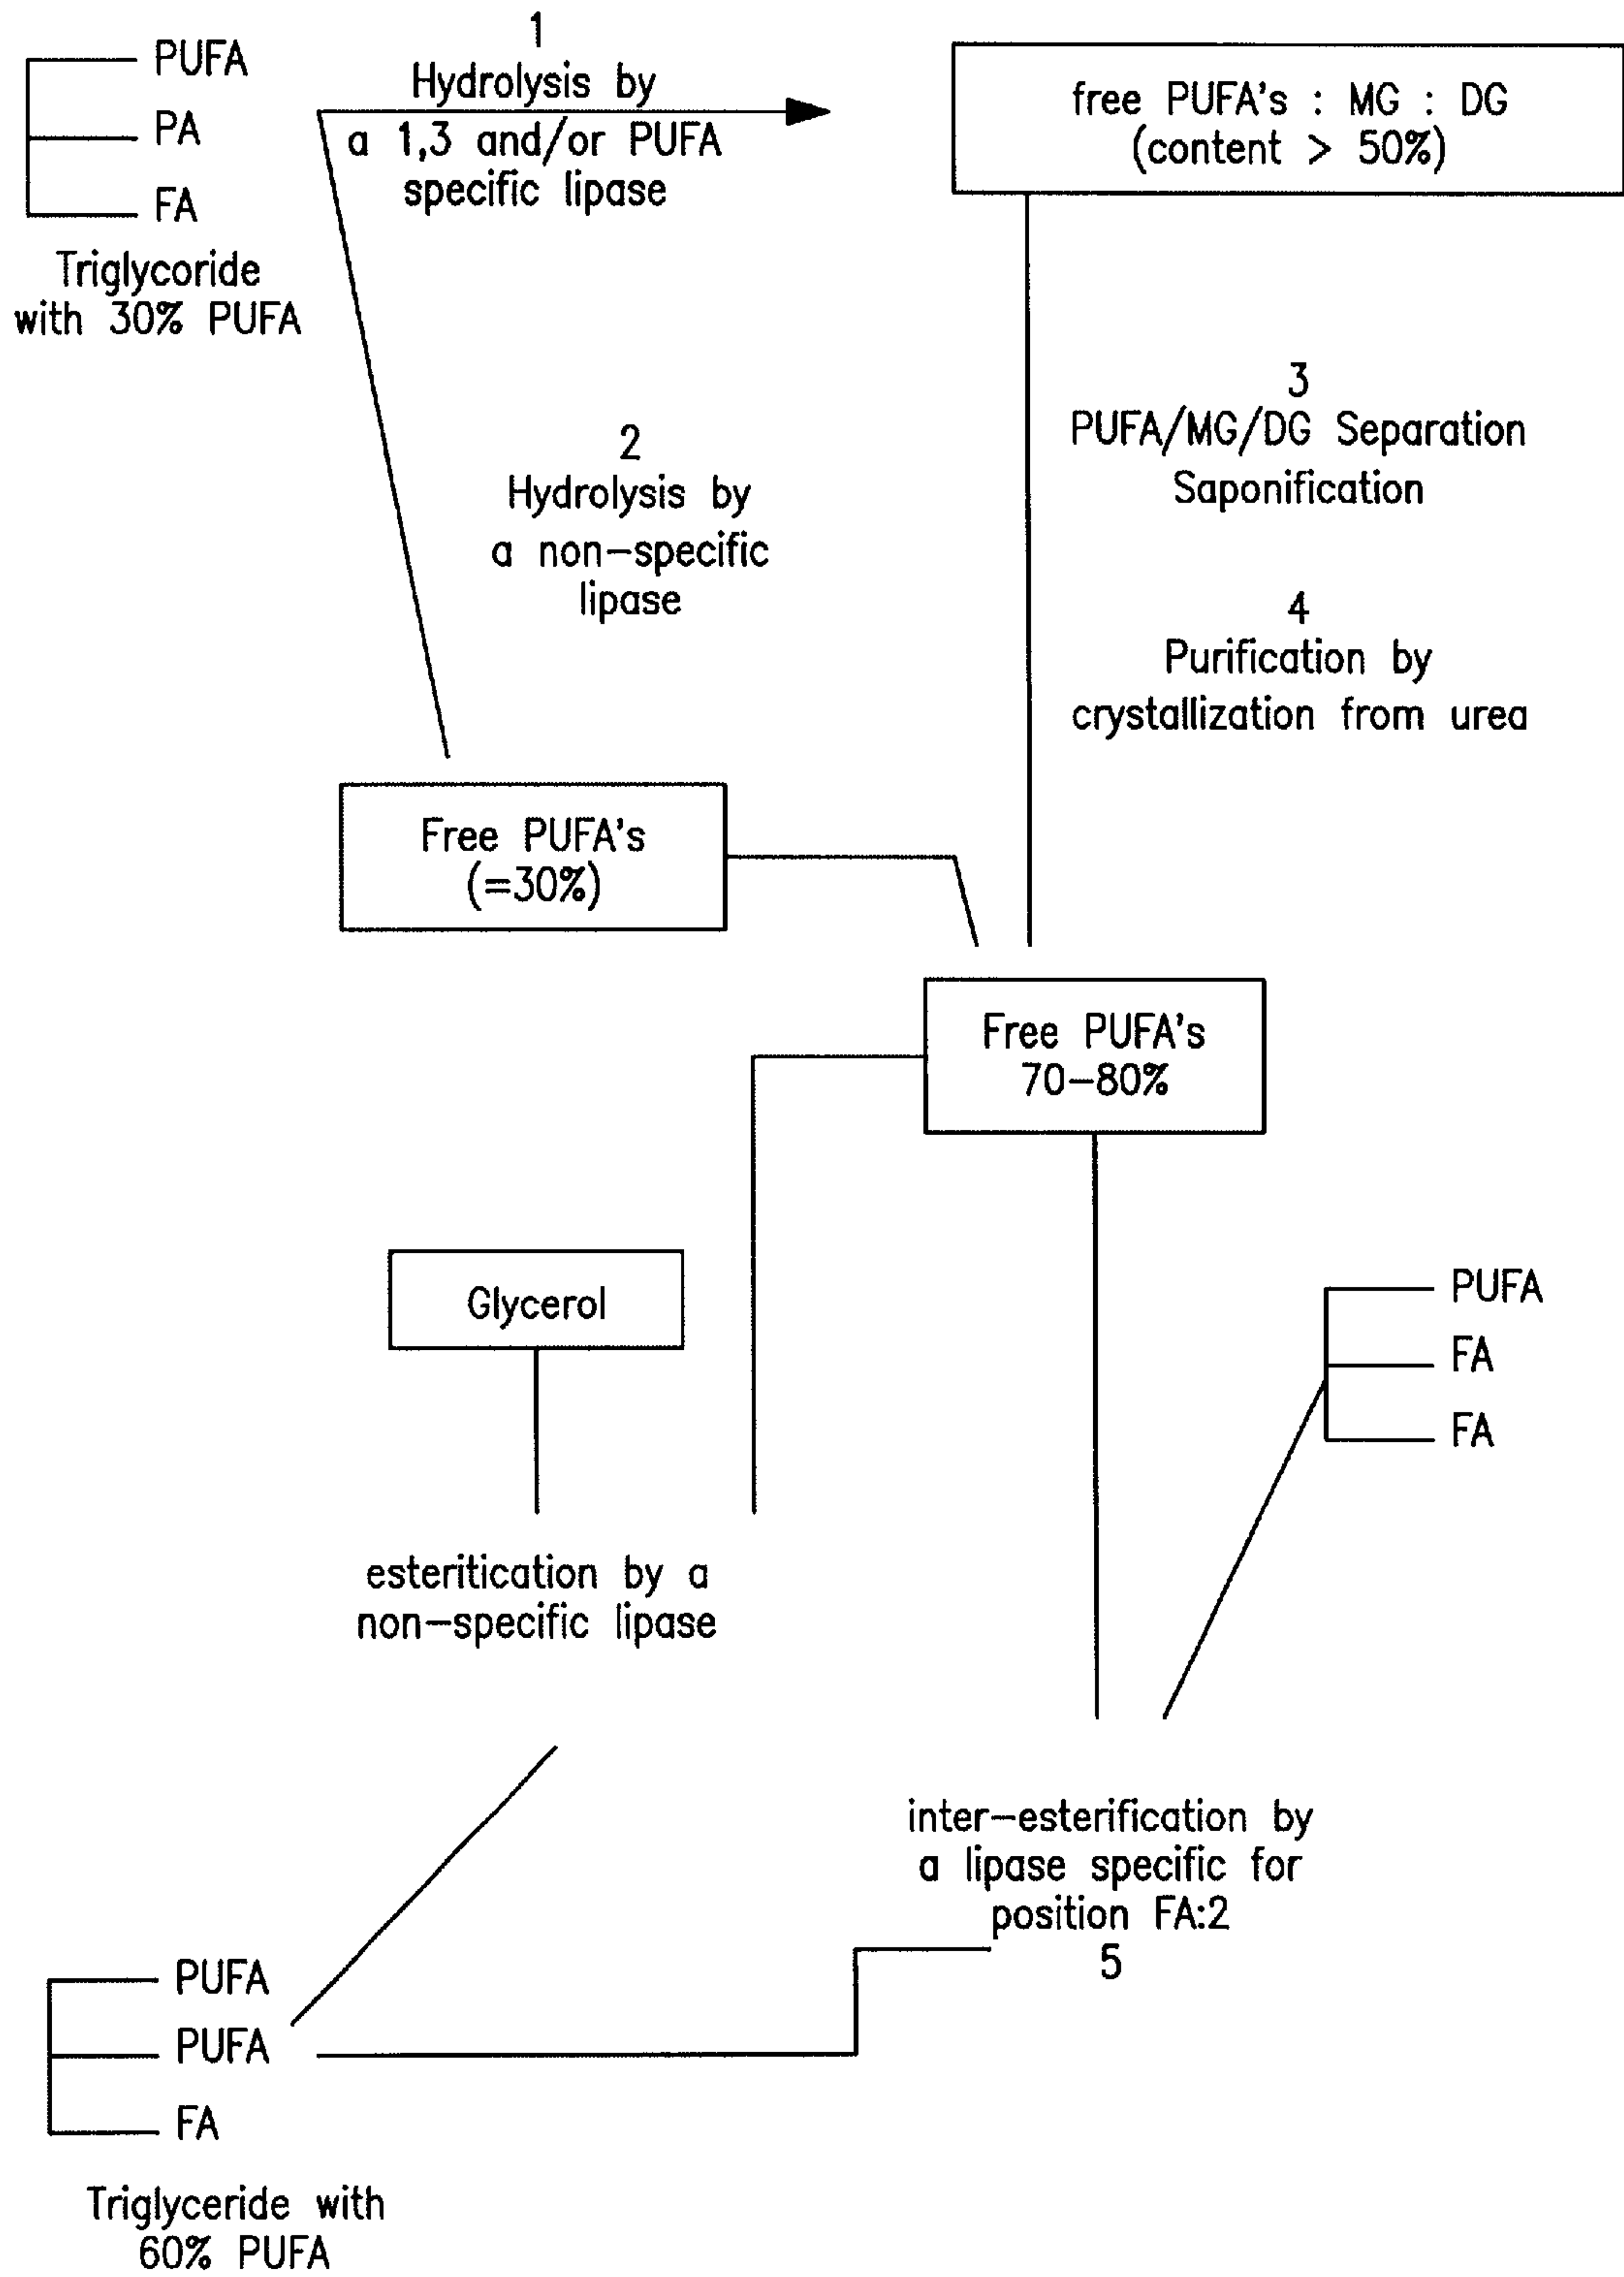 PUFA
PA
FA
Triglycoride
with 30% PUFA
1
Hydrolysis by
a 1,3 and/or PUFA
specific lipase
free PUFA's : MG : DG
(content > 50%)
2
Hydrolysis by
a non-specific
lipase
3
PUFA/MG/DG Separation
Saponification
4
Purification by
crystallization from urea
Free PUFA's
(=30%)
Free PUFA's
70-80%
Glycerol
PUFA
FA
FA
esteritication by a
non-specific lipase
inter-esterification by
a lipase specific for
position FA:2
5
PUFA
PUFA
FA
Triglyceride with
60% PUFA